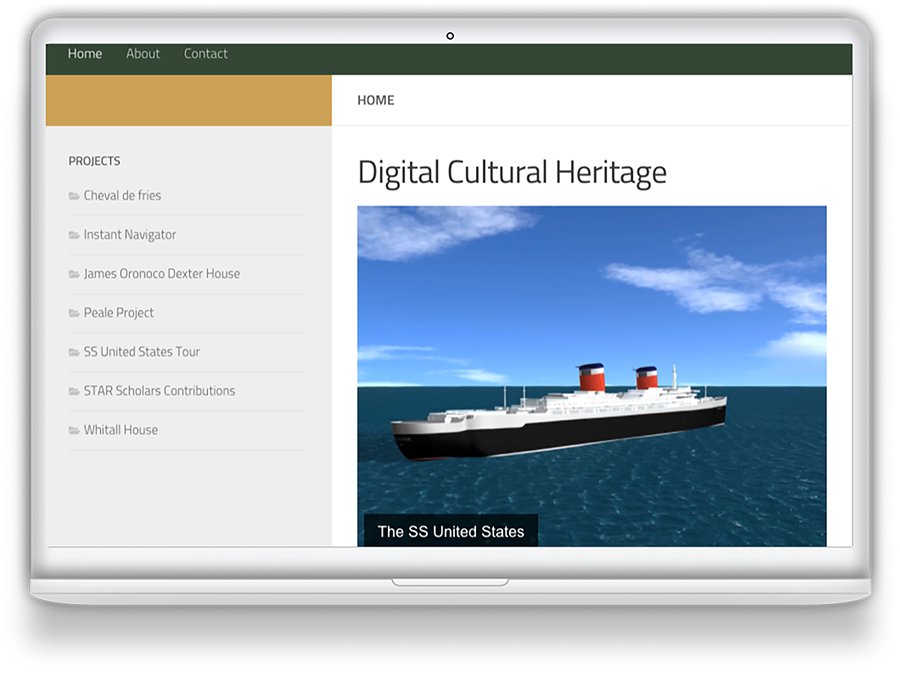 Home About Contact
HOME
PROJECTS
Cheval de fries
Instant Navigator
James Oronoco Dexter House
Peale Project
SS United States Tour
STAR Scholars Contributions
Whitall House
Digital Cultural Heritage
The SS United States